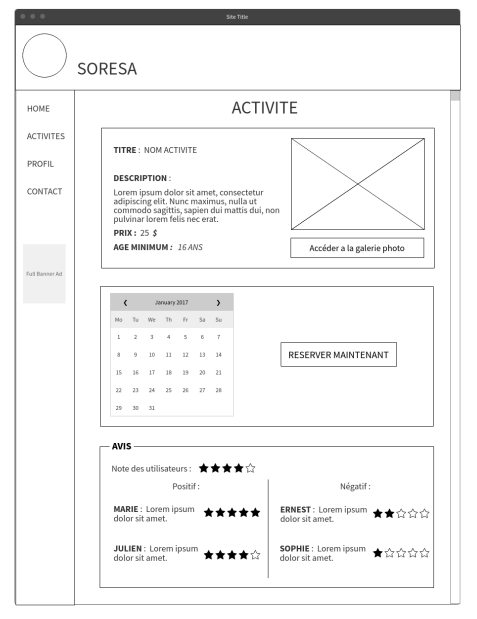 Site Title
SORESA
HOME
ACTIVITES
PROFIL
CONTACT
Full Banner Ad
ACTIVITE
TITRE : NOM ACTIVITE
DESCRIPTION :
Lorem ipsum dolor sit amet, consectetur
adipiscing elit. Nunc maximus, nulla ut
commodo sagittis, sapien dui mattis dui, non
pulvinar lorem felis nec erat.
PRIX : 25 $
AGE MINIMUM : 16 ANS
Accéder a la galerie photo
❮ January 2017 ❯
Mo Tu We Th Fr Sa Su
1 2 3 4 5 6 7
8 9 10 11 12 13 14
15 16 17 18 19 20 21
22 23 24 25 26 27 28
29 30 31
RESERVER MAINTENANT
AVIS
Note des utilisateurs :
Positif :
MARIE : Lorem ipsum
dolor sit amet.
JULIEN : Lorem ipsum
dolor sit amet.
Négatif :
ERNEST : Lorem ipsum
dolor sit amet.
SOPHIE : Lorem ipsum
dolor sit amet.